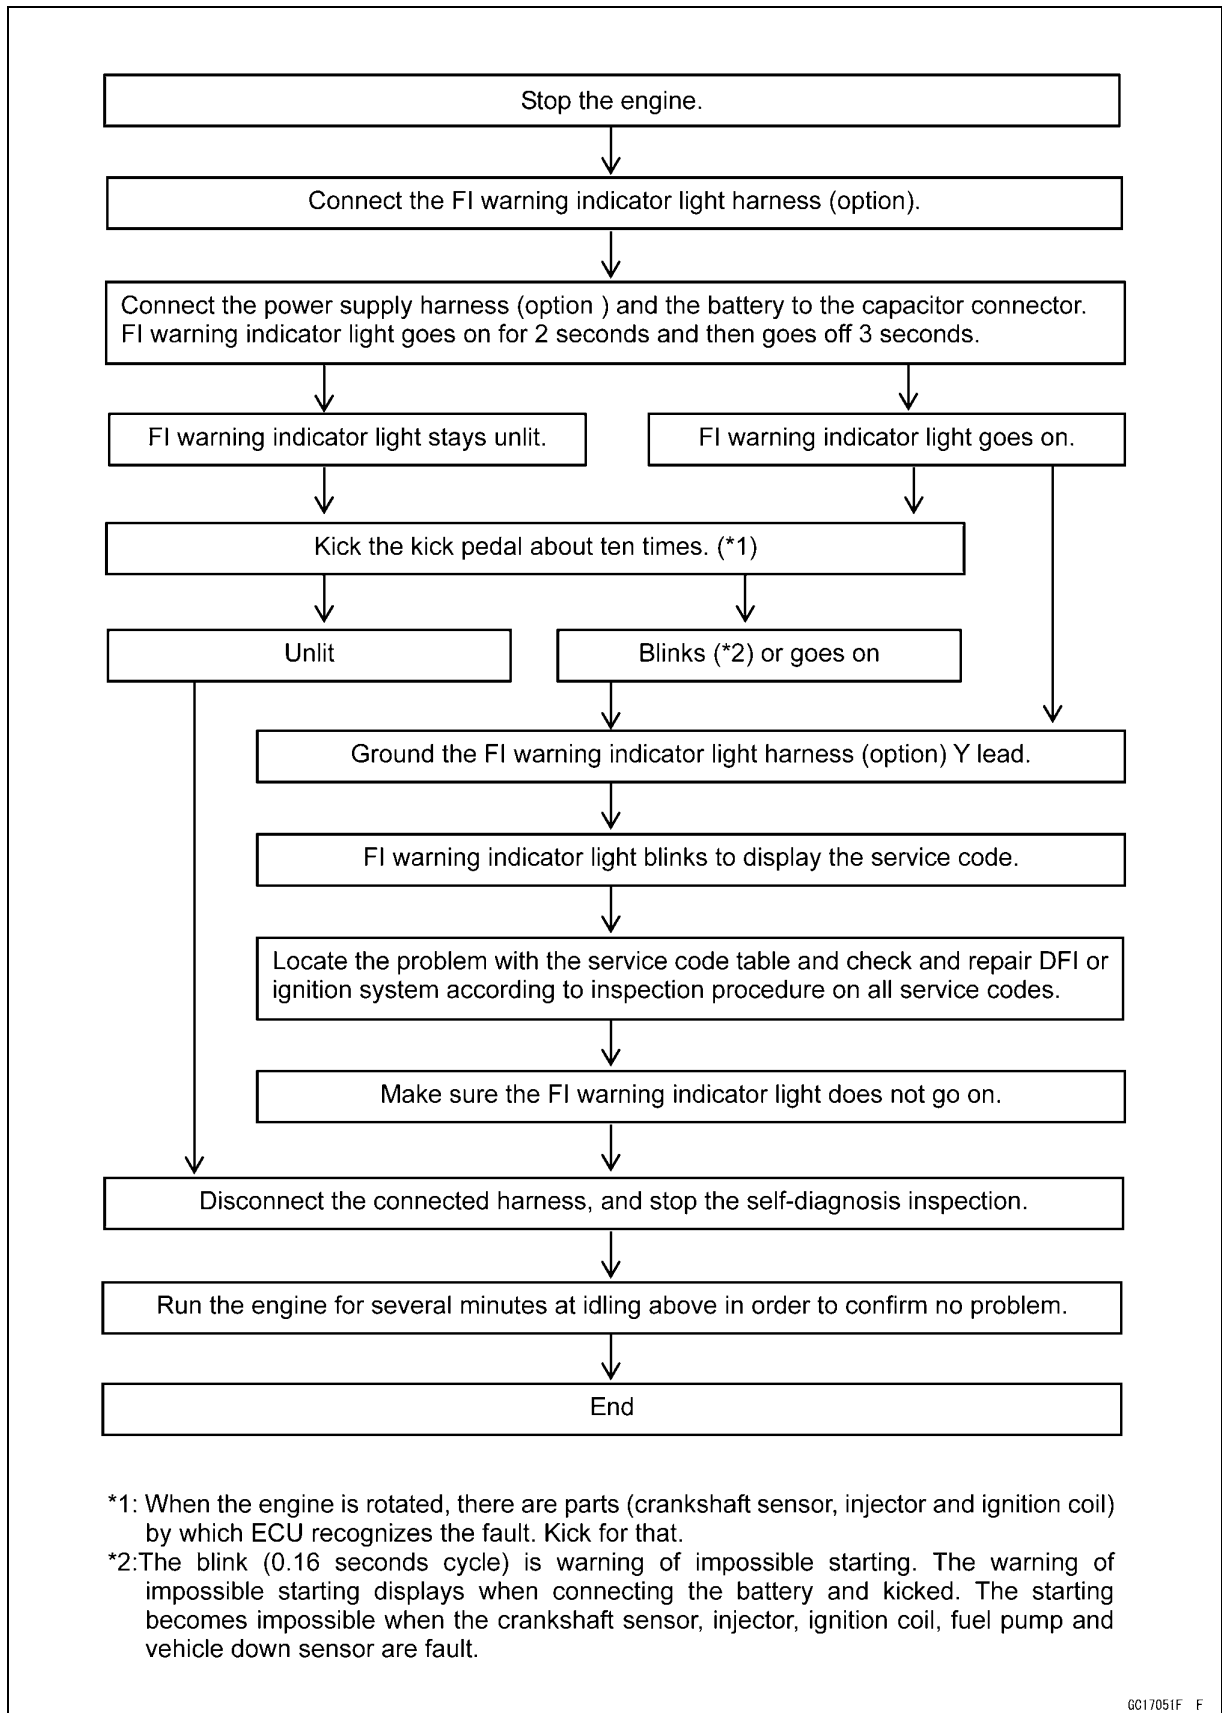 Stop the engine.
Connect the FI warning indicator light harness (option).
Connect the power supply harness (option ) and the battery to the capacitor connector.
FI warning indicator light goes on for 2 seconds and then goes off 3 seconds.
FI warning indicator light stays unlit.
FI warning indicator light goes on.
Kick the kick pedal about ten times. (*1)
Unlit
Blinks (*2) or goes on
Ground the FI warning indicator light harness (option) Y lead.
FI warning indicator light blinks to display the service code.
Locate the problem with the service code table and check and repair DFI or
ignition system according to inspection procedure on all service codes.
Make sure the FI warning indicator light does not go on.
Disconnect the connected harness, and stop the self-diagnosis inspection.
Run the engine for several minutes at idling above in order to confirm no problem.
End
*1: When the engine is rotated, there are parts (crankshaft sensor, injector and ignition coil)
by which ECU recognizes the fault. Kick for that.
*2:The blink (0.16 seconds cycle) is warning of impossible starting. The warning of
impossible starting displays when connecting the battery and kicked. The starting
becomes impossible when the crankshaft sensor, injector, ignition coil, fuel pump and
vehicle down sensor are fault.
GC17051F F